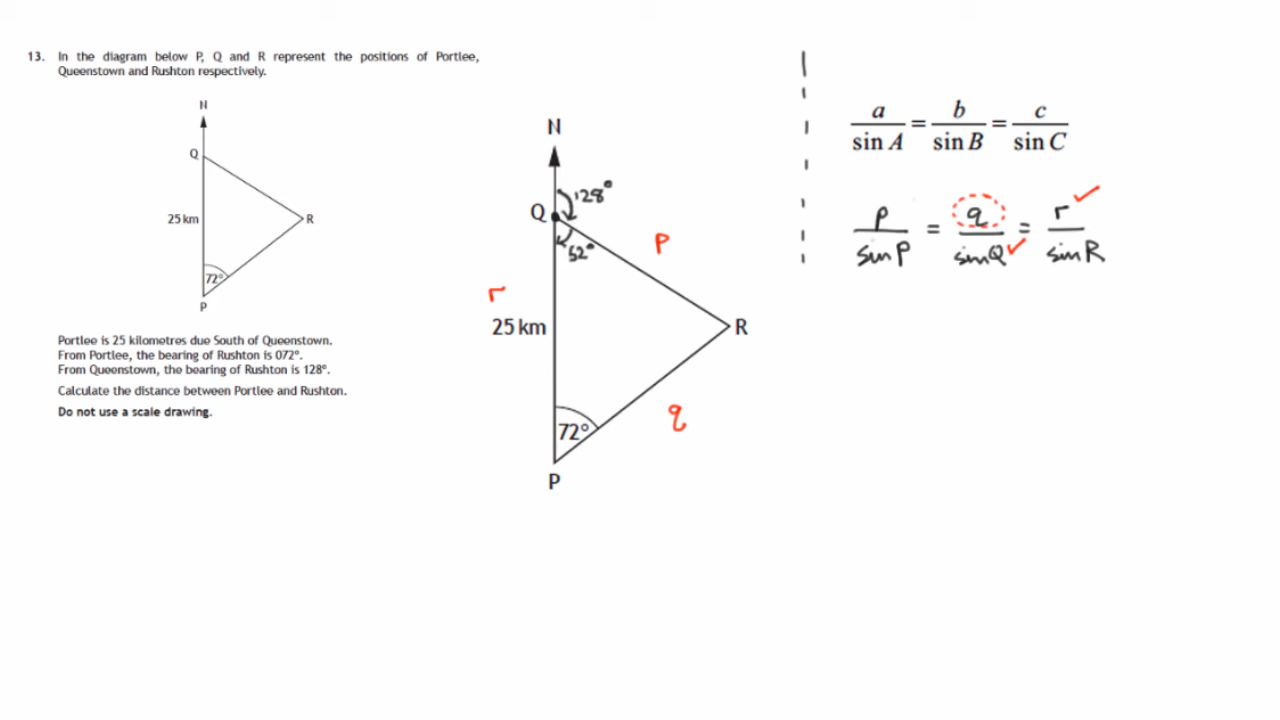 13. In the diagram below P, Q and R represent the positions of Portlee,
Queenstown and Rushton respectively.
N
Q
25 km
R
72°
P
Portlee is 25 kilometres due South of Queenstown.
From Portlee, the bearing of Rushton is 072°.
From Queenstown, the bearing of Rushton is 128°.
Calculate the distance between Portlee and Rushton.
Do not use a scale drawing.
N
128°
Q
52°
p
r
25 km
R
q
72°
P
a/sin A = b/sin B = c/sin C
p/sin P = q/sin Q = r/sin R